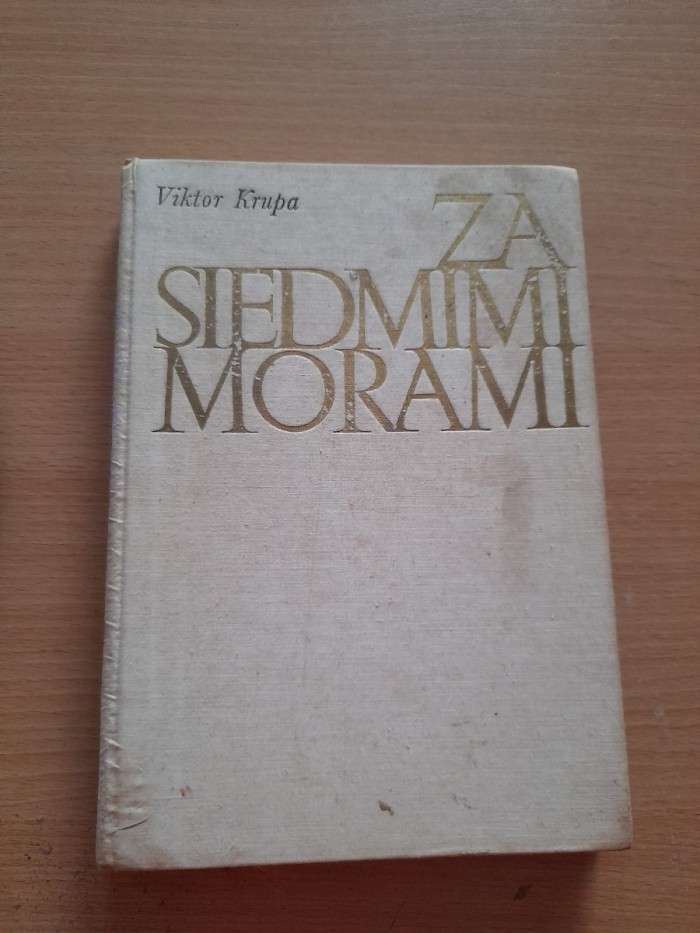 Viktor Krupa
ZA
SIEDMIMI
MORAMI